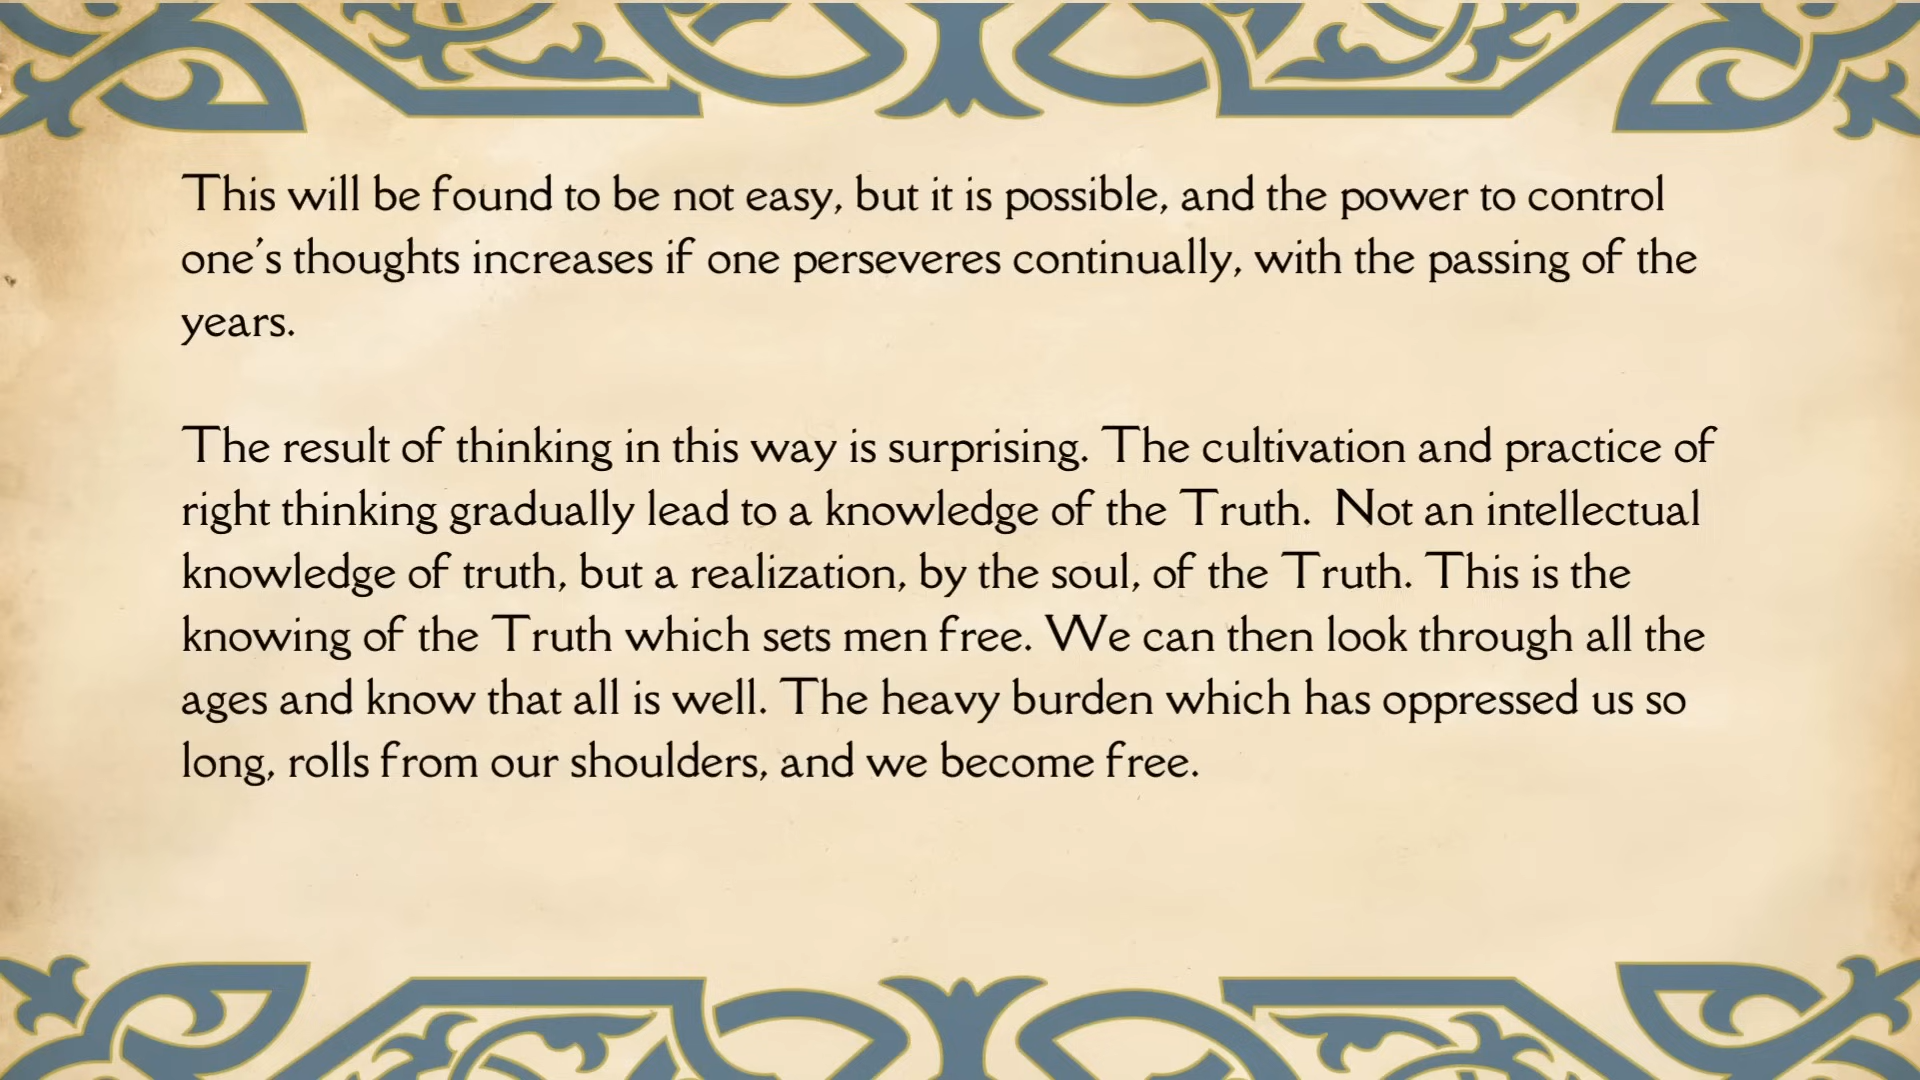 This will be found to be not easy, but it is possible, and the power to control
one’s thoughts increases if one perseveres continually, with the passing of the
years.
The result of thinking in this way is surprising. The cultivation and practice of
right thinking gradually lead to a knowledge of the Truth.  Not an intellectual
knowledge of truth, but a realization, by the soul, of the Truth. This is the
knowing of the Truth which sets men free. We can then look through all the
ages and know that all is well. The heavy burden which has oppressed us so
long, rolls from our shoulders, and we become free.